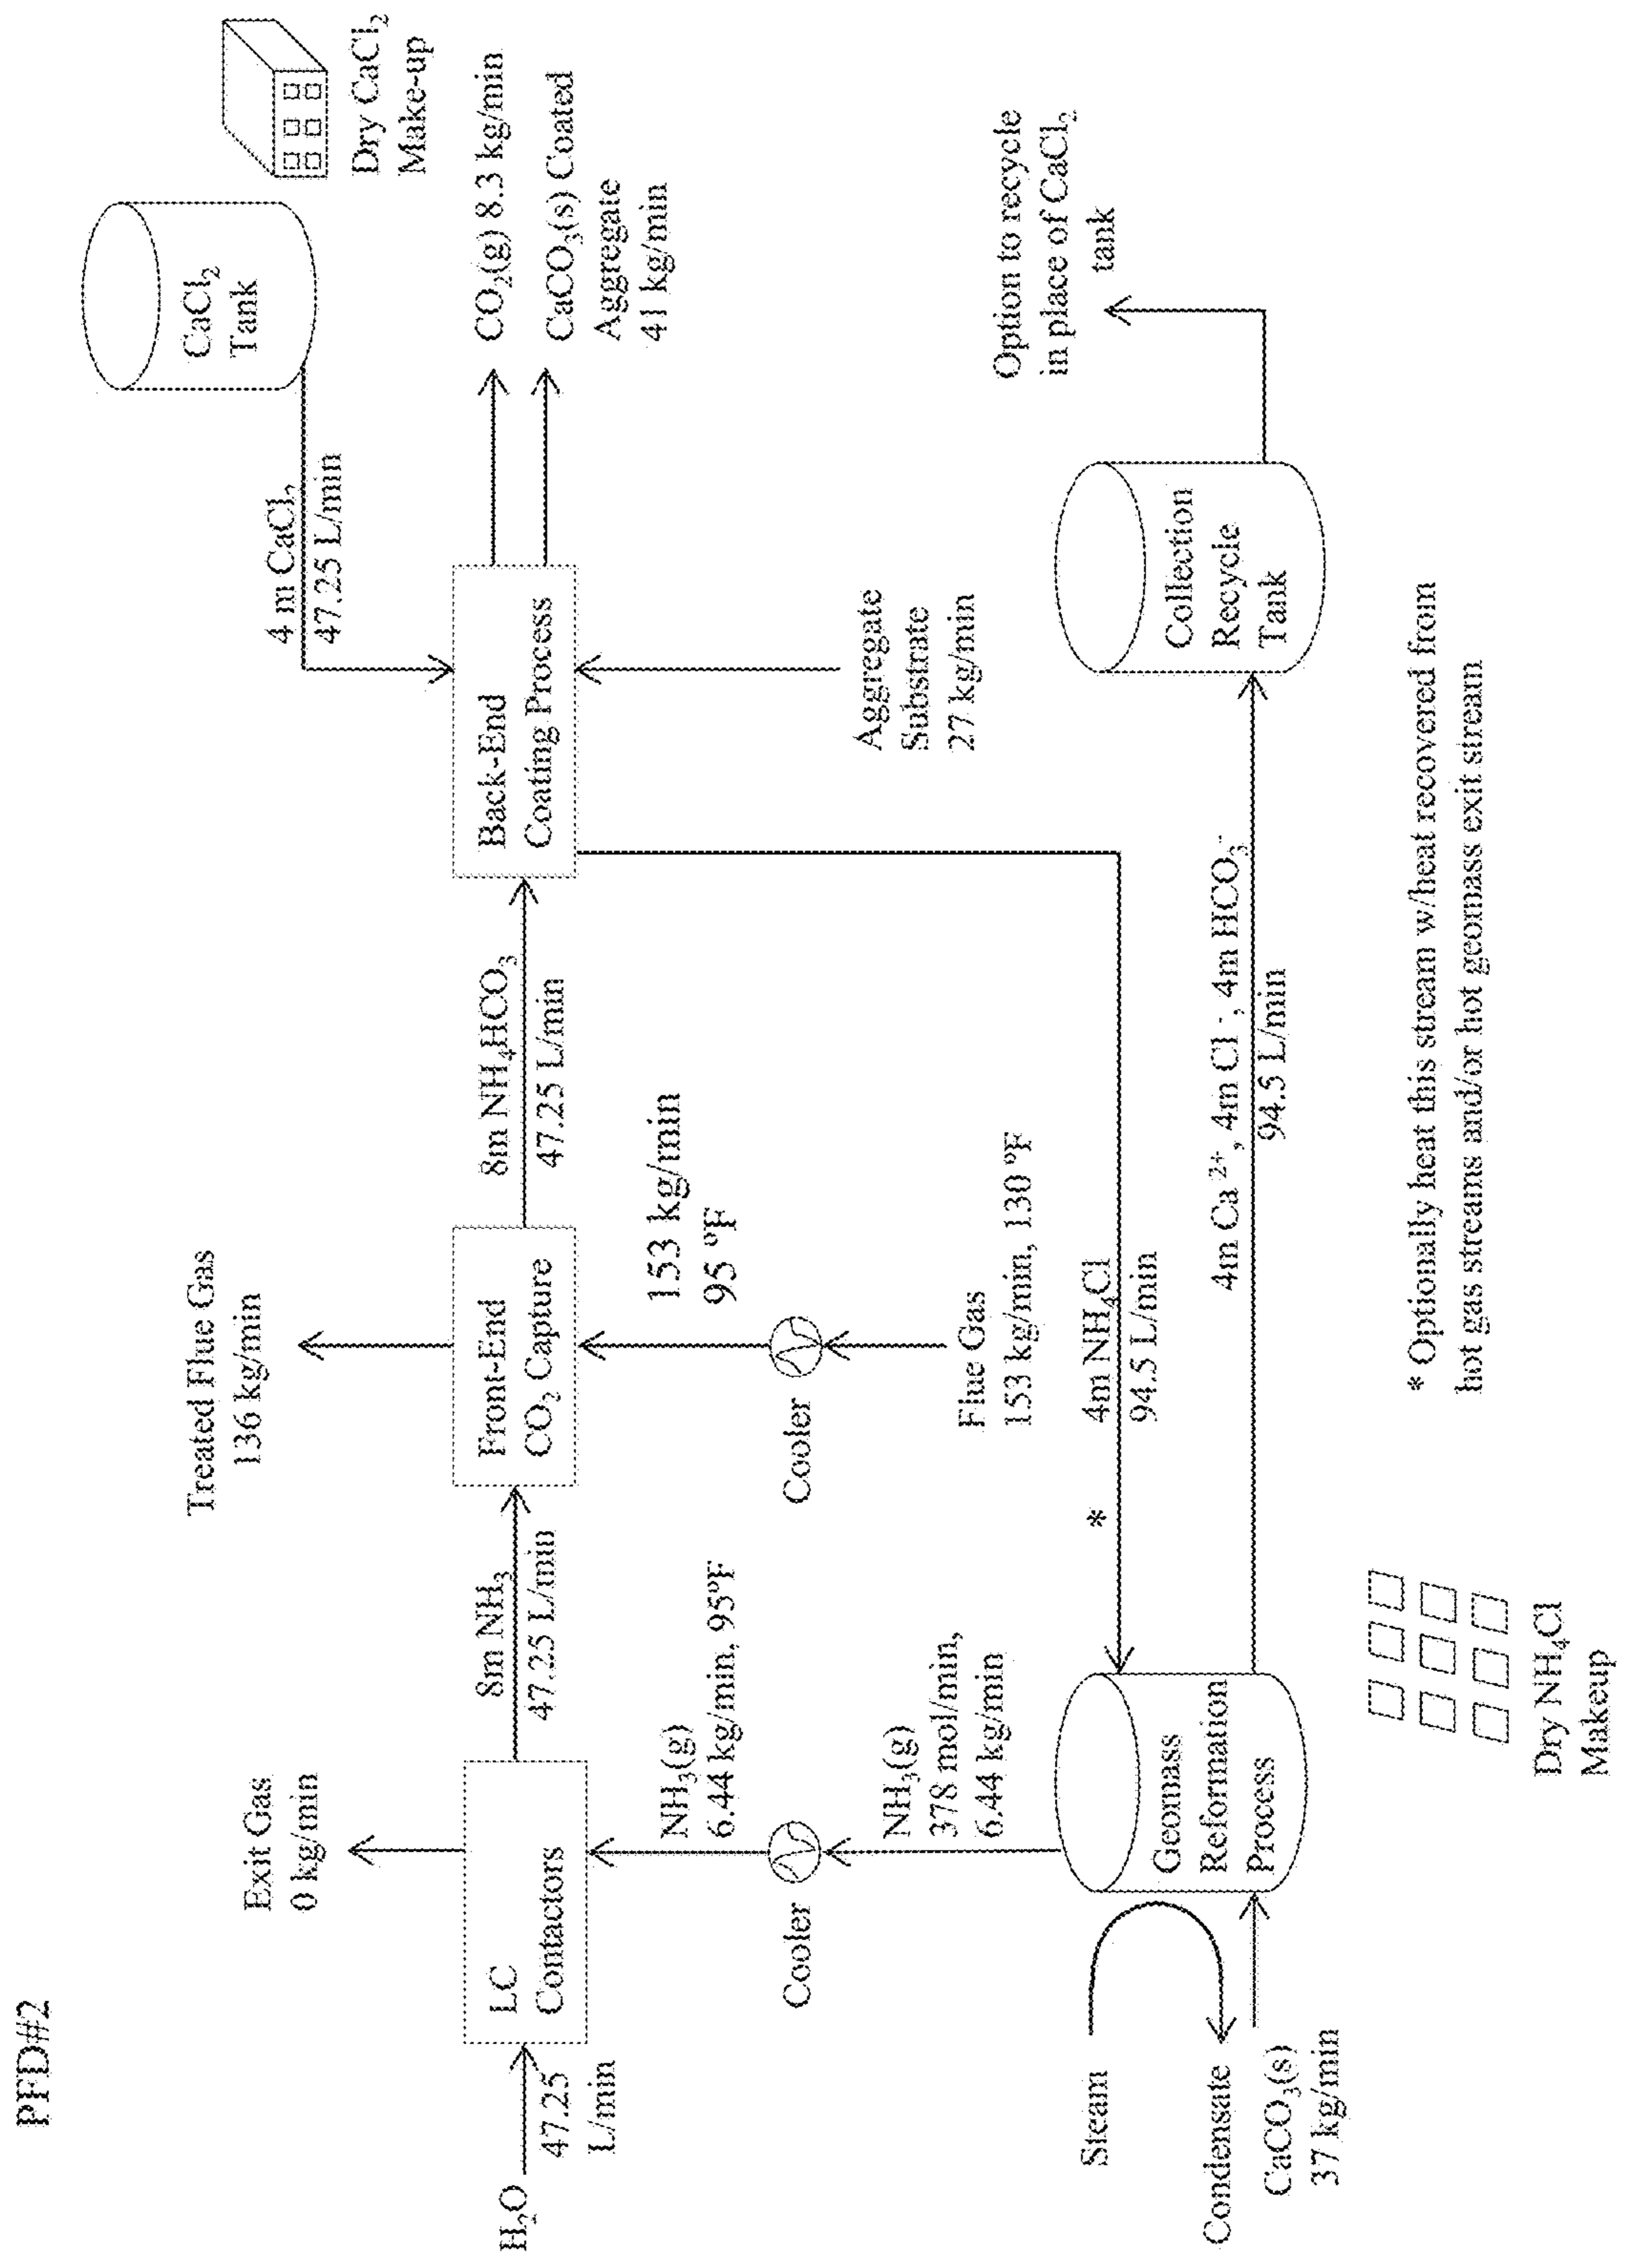 PFD#2
Exit Gas
0 kg/min
Treated Flue Gas
136 kg/min
CaCl₂
Tank
Dry CaCl₂
Make-up
4 m CaCl₂
47.25 L/min
H₂O
47.25
L/min
LC
Contactors
8m NH₃
47.25 L/min
Front-End
CO₂ Capture
8m NH₄HCO₃
47.25 L/min
Back-End
Coating Process
CO₂(g) 8.3 kg/min
CaCO₃(s) Coated
Aggregate
41 kg/min
NH₃(g)
6.44 kg/min, 95ºF
153 kg/min
95 ºF
Cooler
Cooler
Aggregate
Substrate
27 kg/min
NH₃(g)
378 mol/min,
6.44 kg/min
Flue Gas
153 kg/min, 130 ºF
Option to recycle
in place of CaCl₂
tank
Steam
Condensate
CaCO₃(s)
37 kg/min
Geomass
Reformation
Process
* 4m NH₄Cl
94.5 L/min
4m Ca²⁺, 4m Cl⁻, 4m HCO₃⁻
94.5 L/min
Collection
Recycle
Tank
Dry NH₄Cl
Makeup
* Optionally heat this stream w/heat recovered from
hot gas streams and/or hot geomass exit stream